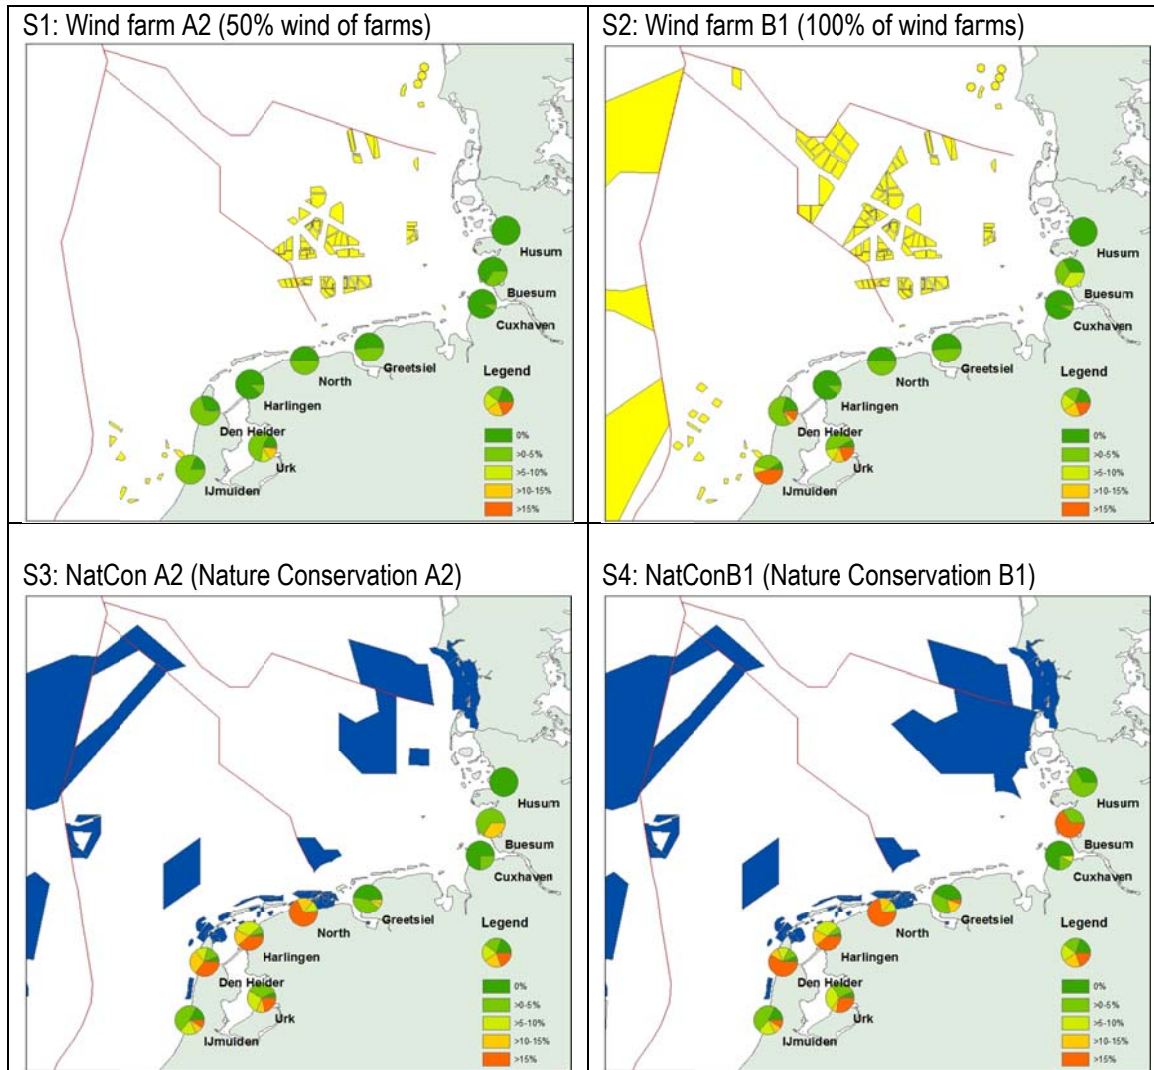 S1: Wind farm A2 (50% wind of farms)
Husum
Buesum
Cuxhaven
Greetsiel
North
Harlingen
Den Helder
Urk
IJmuiden
Legend
0%
>0-5%
>5-10%
>10-15%
>15%
S2: Wind farm B1 (100% of wind farms)
Husum
Buesum
Cuxhaven
Greetsiel
North
Harlingen
Den Helder
Urk
IJmuiden
Legend
0%
>0-5%
>5-10%
>10-15%
>15%
S3: NatCon A2 (Nature Conservation A2)
Husum
Buesum
Cuxhaven
Greetsiel
North
Harlingen
Den Helder
Urk
IJmuiden
Legend
0%
>0-5%
>5-10%
>10-15%
>15%
S4: NatConB1 (Nature Conservation B1)
Husum
Buesum
Cuxhaven
Greetsiel
North
Harlingen
Den Helder
Urk
IJmuiden
Legend
0%
>0-5%
>5-10%
>10-15%
>15%